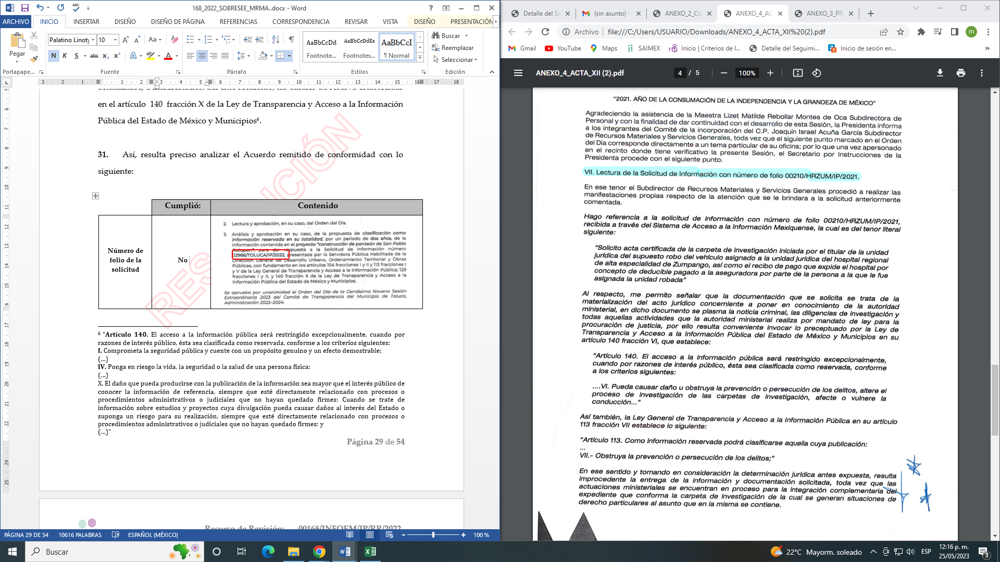 168_2022_SOBRESEE_MRMA..docx - Word
ARCHIVO
INICIO
INSERTAR
DISEÑO
DISEÑO DE PÁGINA
REFERENCIAS
CORRESPONDENCIA
REVISAR
VISTA
DISEÑO
PRESENTACIÓN
Pegar
Palatino Linoty
10
AaBbCcDd
AaBbCcDdEe
AaBbCcI
Footnote...
Footnotes...
¶ Normal
Buscar
Reemplazar
Seleccionar
Portapape...
Fuente
Párrafo
Estilos
Edición
en el artículo 140 fracción X de la Ley de Transparencia y Acceso a la Información
Pública del Estado de México y Municipios⁶.
31. Así, resulta preciso analizar el Acuerdo remitido de conformidad con lo
siguiente:
Cumplió:
Contenido
Número de
folio de la
solicitud
No
2. Lectura y aprobación, en su caso, del Orden del Día.
3. Análisis y aprobación en su caso, de la propuesta de clasificación como
información reservada en su totalidad, por un periodo de dos años, de la
información contenida en el proyecto "construcción de panteón de San Pablo
Autopan", para dar respuesta a la Solicitud de Información número
02986/TOLUCA/IP/2022, presentada por la Servidora Pública Habilitada de la
Dirección General de Desarrollo Urbano, Ordenamiento Territorial y Obras
Públicas, con fundamento en los artículos 104 fracciones I y II y 113 fracciones I
y V de la Ley General de Transparencia y Acceso a la Información Pública; 129
fracciones I y II, y 140 fracción X de la Ley de Transparencia y Acceso a la
Información Pública del Estado de México y Municipios.
Se aprueba por unanimidad el Orden del Día de la Centésima Novena Sesión
Extraordinaria 2023 del Comité de Transparencia del Municipio de Toluca,
Administración 2022-2024.
⁶ “Artículo 140. El acceso a la información pública será restringido excepcionalmente, cuando por
razones de interés público, ésta sea clasificada como reservada, conforme a los criterios siguientes:
I. Comprometa la seguridad pública y cuente con un propósito genuino y un efecto demostrable;
(...)
IV. Ponga en riesgo la vida, la seguridad o la salud de una persona física;
(...)
X. El daño que pueda producirse con la publicación de la información sea mayor que el interés público de
conocer la información de referencia, siempre que esté directamente relacionado con procesos o
procedimientos administrativos o judiciales que no hayan quedado firmes; Cuando se trate de
información sobre estudios y proyectos cuya divulgación pueda causar daños al interés del Estado o
suponga un riesgo para su realización, siempre que esté directamente relacionado con procesos o
procedimientos administrativos o judiciales que no hayan quedado firmes; y
(...)”
Página 29 de 54
Recurso de Revisión: 00168/INFOEM/IP/RR/2022
PÁGINA 29 DE 54
10616 PALABRAS
ESPAÑOL (MÉXICO)
100 %
Detalle del Se
(sin asunto) -
ANEXO_2_CU
ANEXO_4_AC
ANEXO_3_PR
Archivo
file:///C:/Users/USUARIO/Downloads/ANEXO_4_ACTA_XII%20(2).pdf
m
Gmail
YouTube
Maps
SAIMEX
Inicio | Criterios de I...
Detalle del Seguimi...
Inicio de sesión en...
ANEXO_4_ACTA_XII (2).pdf
4 / 5
100%
"2021. AÑO DE LA CONSUMACIÓN DE LA INDEPENDENCIA Y LA GRANDEZA DE MÉXICO"
Agradeciendo la asistencia de la Maestra Lizet Matilde Rebollar Montes de Oca Subdirectora de
Personal y con la finalidad de dar continuidad con el desarrollo de esta Sesión, la Presidenta informa
a los integrantes del Comité de la incorporación del C.P. Joaquín Israel Acuña García Subdirector
de Recursos Materiales y Servicios Generales, toda vez que el siguiente punto marcado en el Orden
del Dia corresponde directamente a un tema particular de su oficina; por lo que una vez apersonado
en el recinto donde tiene verificativo la presente Sesión, el Secretario por Instrucciones de la
Presidenta procede con el siguiente punto.
VII. Lectura de la Solicitud de Información con número de folio 00210/HRZUM/IP/2021.
En ese tenor el Subdirector de Recursos Materiales y Servicios Generales procedió a realizar las
manifestaciones propias respecto de la atención que se le brindara a la solicitud anteriormente
comentada.
Hago referencia a la solicitud de información con número de folio 00210/HRZUM/IP/2021,
recibida a través del Sistema de Acceso a la Información Mexiquense, la cual es del tenor literal
siguiente:
"Solicito acta certificada de la carpeta de investigación iniciada por el titular de la unidad
jurídica del supuesto robo del vehículo asignado a la unidad jurídica del hospital regional
de alta especialidad de Zumpango, así como el recibo de pago que expide el hospital por
concepto de deducible pagado a la aseguradora por parte de la persona a la que le fue
asignada la unidad robada"
Al respecto, me permito señalar que la documentación que se solicita se trata de la
materialización del acto jurídico concerniente a poner en conocimiento de la autoridad
ministerial, en dicho documento se plasma la noticia criminal, las diligencias de investigación y
todas aquellas actividades que la autoridad ministerial realiza por mandato de ley para la
procuración de justicia, por ello resulta conveniente invocar lo preceptuado por la Ley de
Transparencia y Acceso a la Información Pública del Estado de México y Municipios en su
artículo 140 fracción VI, que establece:
"Artículo 140. El acceso a la información pública será restringido excepcionalmente,
cuando por razones de interés público, ésta sea clasificada como reservada, conforme
a los criterios siguientes:
....VI. Pueda causar daño u obstruya la prevención o persecución de los delitos, altere el
proceso de investigación de las carpetas de investigación, afecte o vulnere la
conducción..."
Así también, la Ley General de Transparencia y Acceso a la Información Pública en su artículo
113 fracción VII establece lo siguiente:
"Artículo 113. Como información reservada podrá clasificarse aquella cuya publicación:
...
VII.- Obstruya la prevención o persecución de los delitos;"
En ese sentido y tomando en consideración la determinación jurídica antes expuesta, resulta
improcedente la entrega de la información y documentación solicitada, toda vez que las
actuaciones ministeriales se encuentran en proceso para la integración complementaria del
expediente que conforma la carpeta de investigación de la cual se generan situaciones de
derecho particulares al asunto que en la misma se contiene.
Buscar
22°C Mayorm. soleado
ESP
12:16 p. m.
25/05/2023
3